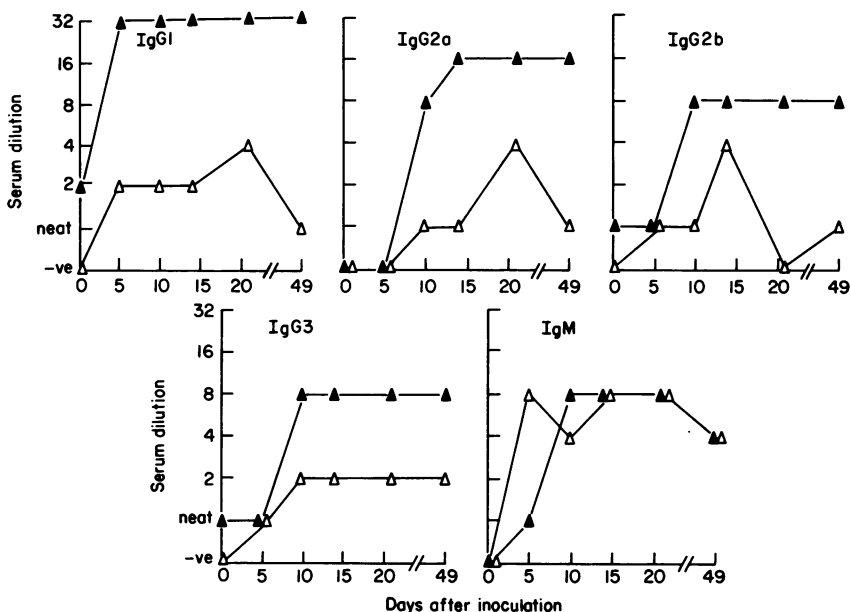 IgG1
IgG2a
IgG2b
Serum dilution
32
16
8
4
2
neat
-ve
0 5 10 15 20 49
0 5 10 15 20 49
0 5 10 15 20 49
IgG3
IgM
Serum dilution
32
16
8
4
2
neat
-ve
0 5 10 15 20 49
0 5 10 15 20 49
Days after inoculation